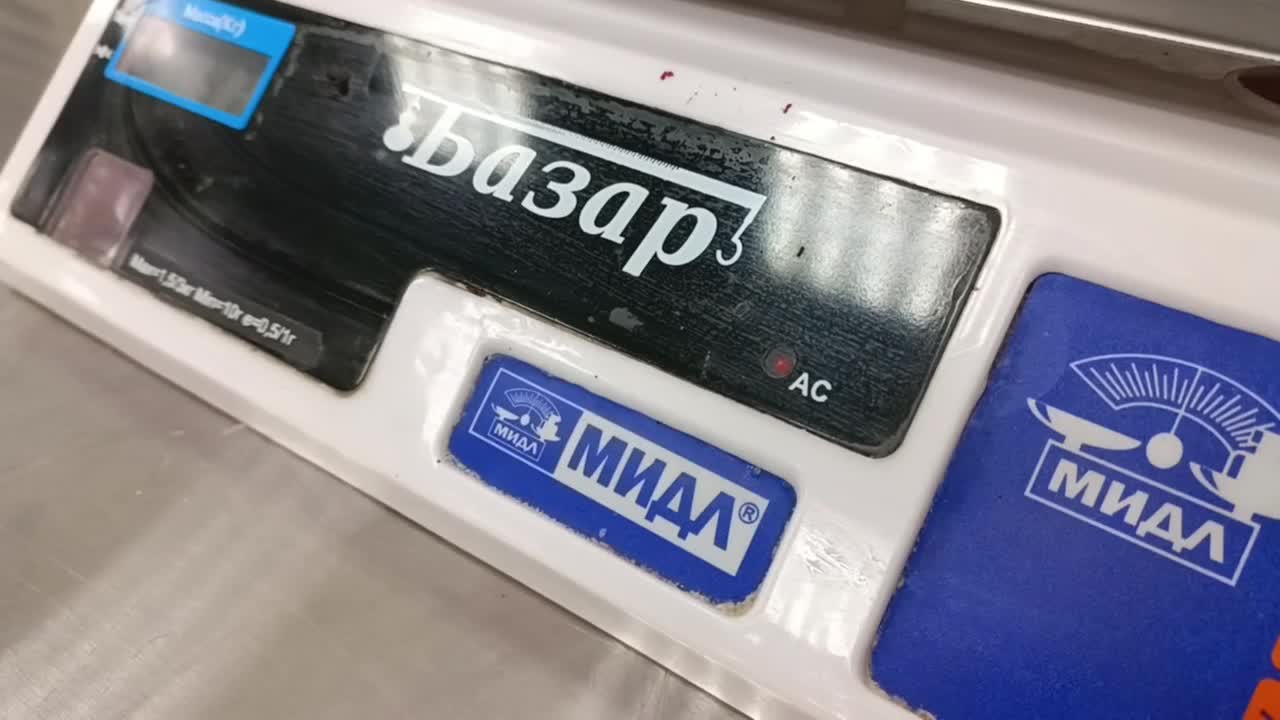 Масса(Кг)
Базар
Max=1,5/3кг Min=10г e=0,5/1г
AC
МИДЛ
МИДЛ®
МИДЛ